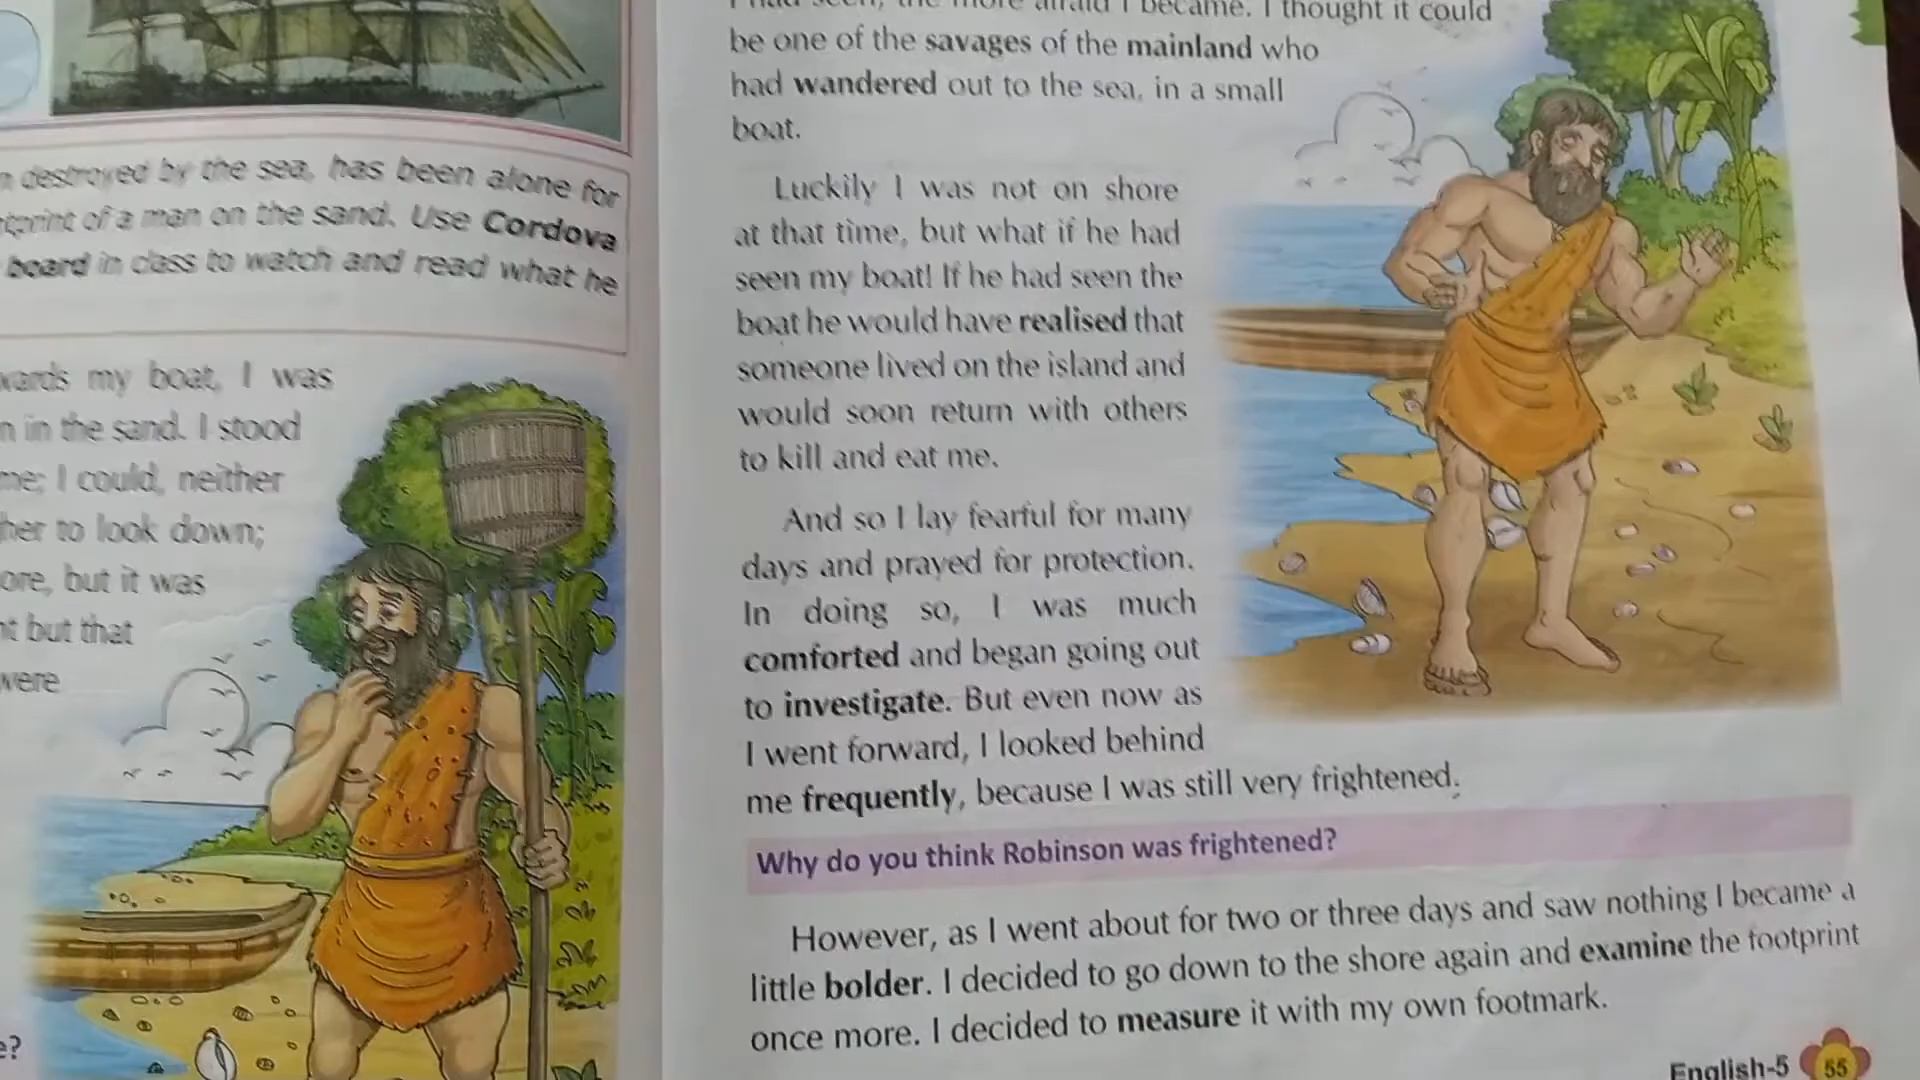 destroyed by the sea, has been alone for
of a man on the sand. Use Cordova
board in class to watch and read what he
my boat, I was
in the sand. I stood
I could, neither
to look down;
but it was
but that
were
I had seen, the more afraid I became. I thought it could
be one of the savages of the mainland who
had wandered out to the sea, in a small
boat.
Luckily I was not on shore
at that time, but what if he had
seen my boat! If he had seen the
boat he would have realised that
someone lived on the island and
would soon return with others
to kill and eat me.
And so I lay fearful for many
days and prayed for protection.
In doing so, I was much
comforted and began going out
to investigate. But even now as
I went forward, I looked behind
me frequently, because I was still very frightened.
Why do you think Robinson was frightened?
However, as I went about for two or three days and saw nothing I became a
little bolder. I decided to go down to the shore again and examine the footprint
once more. I decided to measure it with my own footmark.
English-5 55